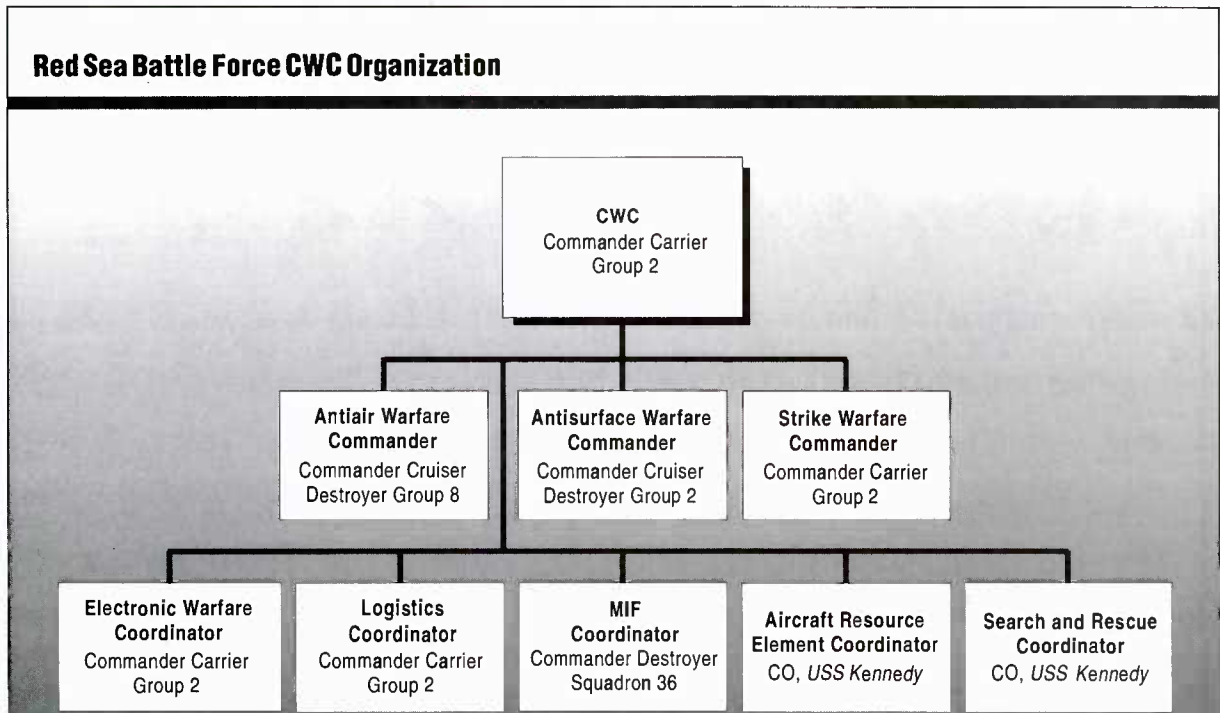 Red Sea Battle Force CWC Organization
CWC
Commander Carrier
Group 2
Antiair Warfare
Commander
Commander Cruiser
Destroyer Group 8
Antisurface Warfare
Commander
Commander Cruiser
Destroyer Group 2
Strike Warfare
Commander
Commander Carrier
Group 2
Electronic Warfare
Coordinator
Commander Carrier
Group 2
Logistics
Coordinator
Commander Carrier
Group 2
MIF
Coordinator
Commander Destroyer
Squadron 36
Aircraft Resource
Element Coordinator
CO, USS Kennedy
Search and Rescue
Coordinator
CO, USS Kennedy